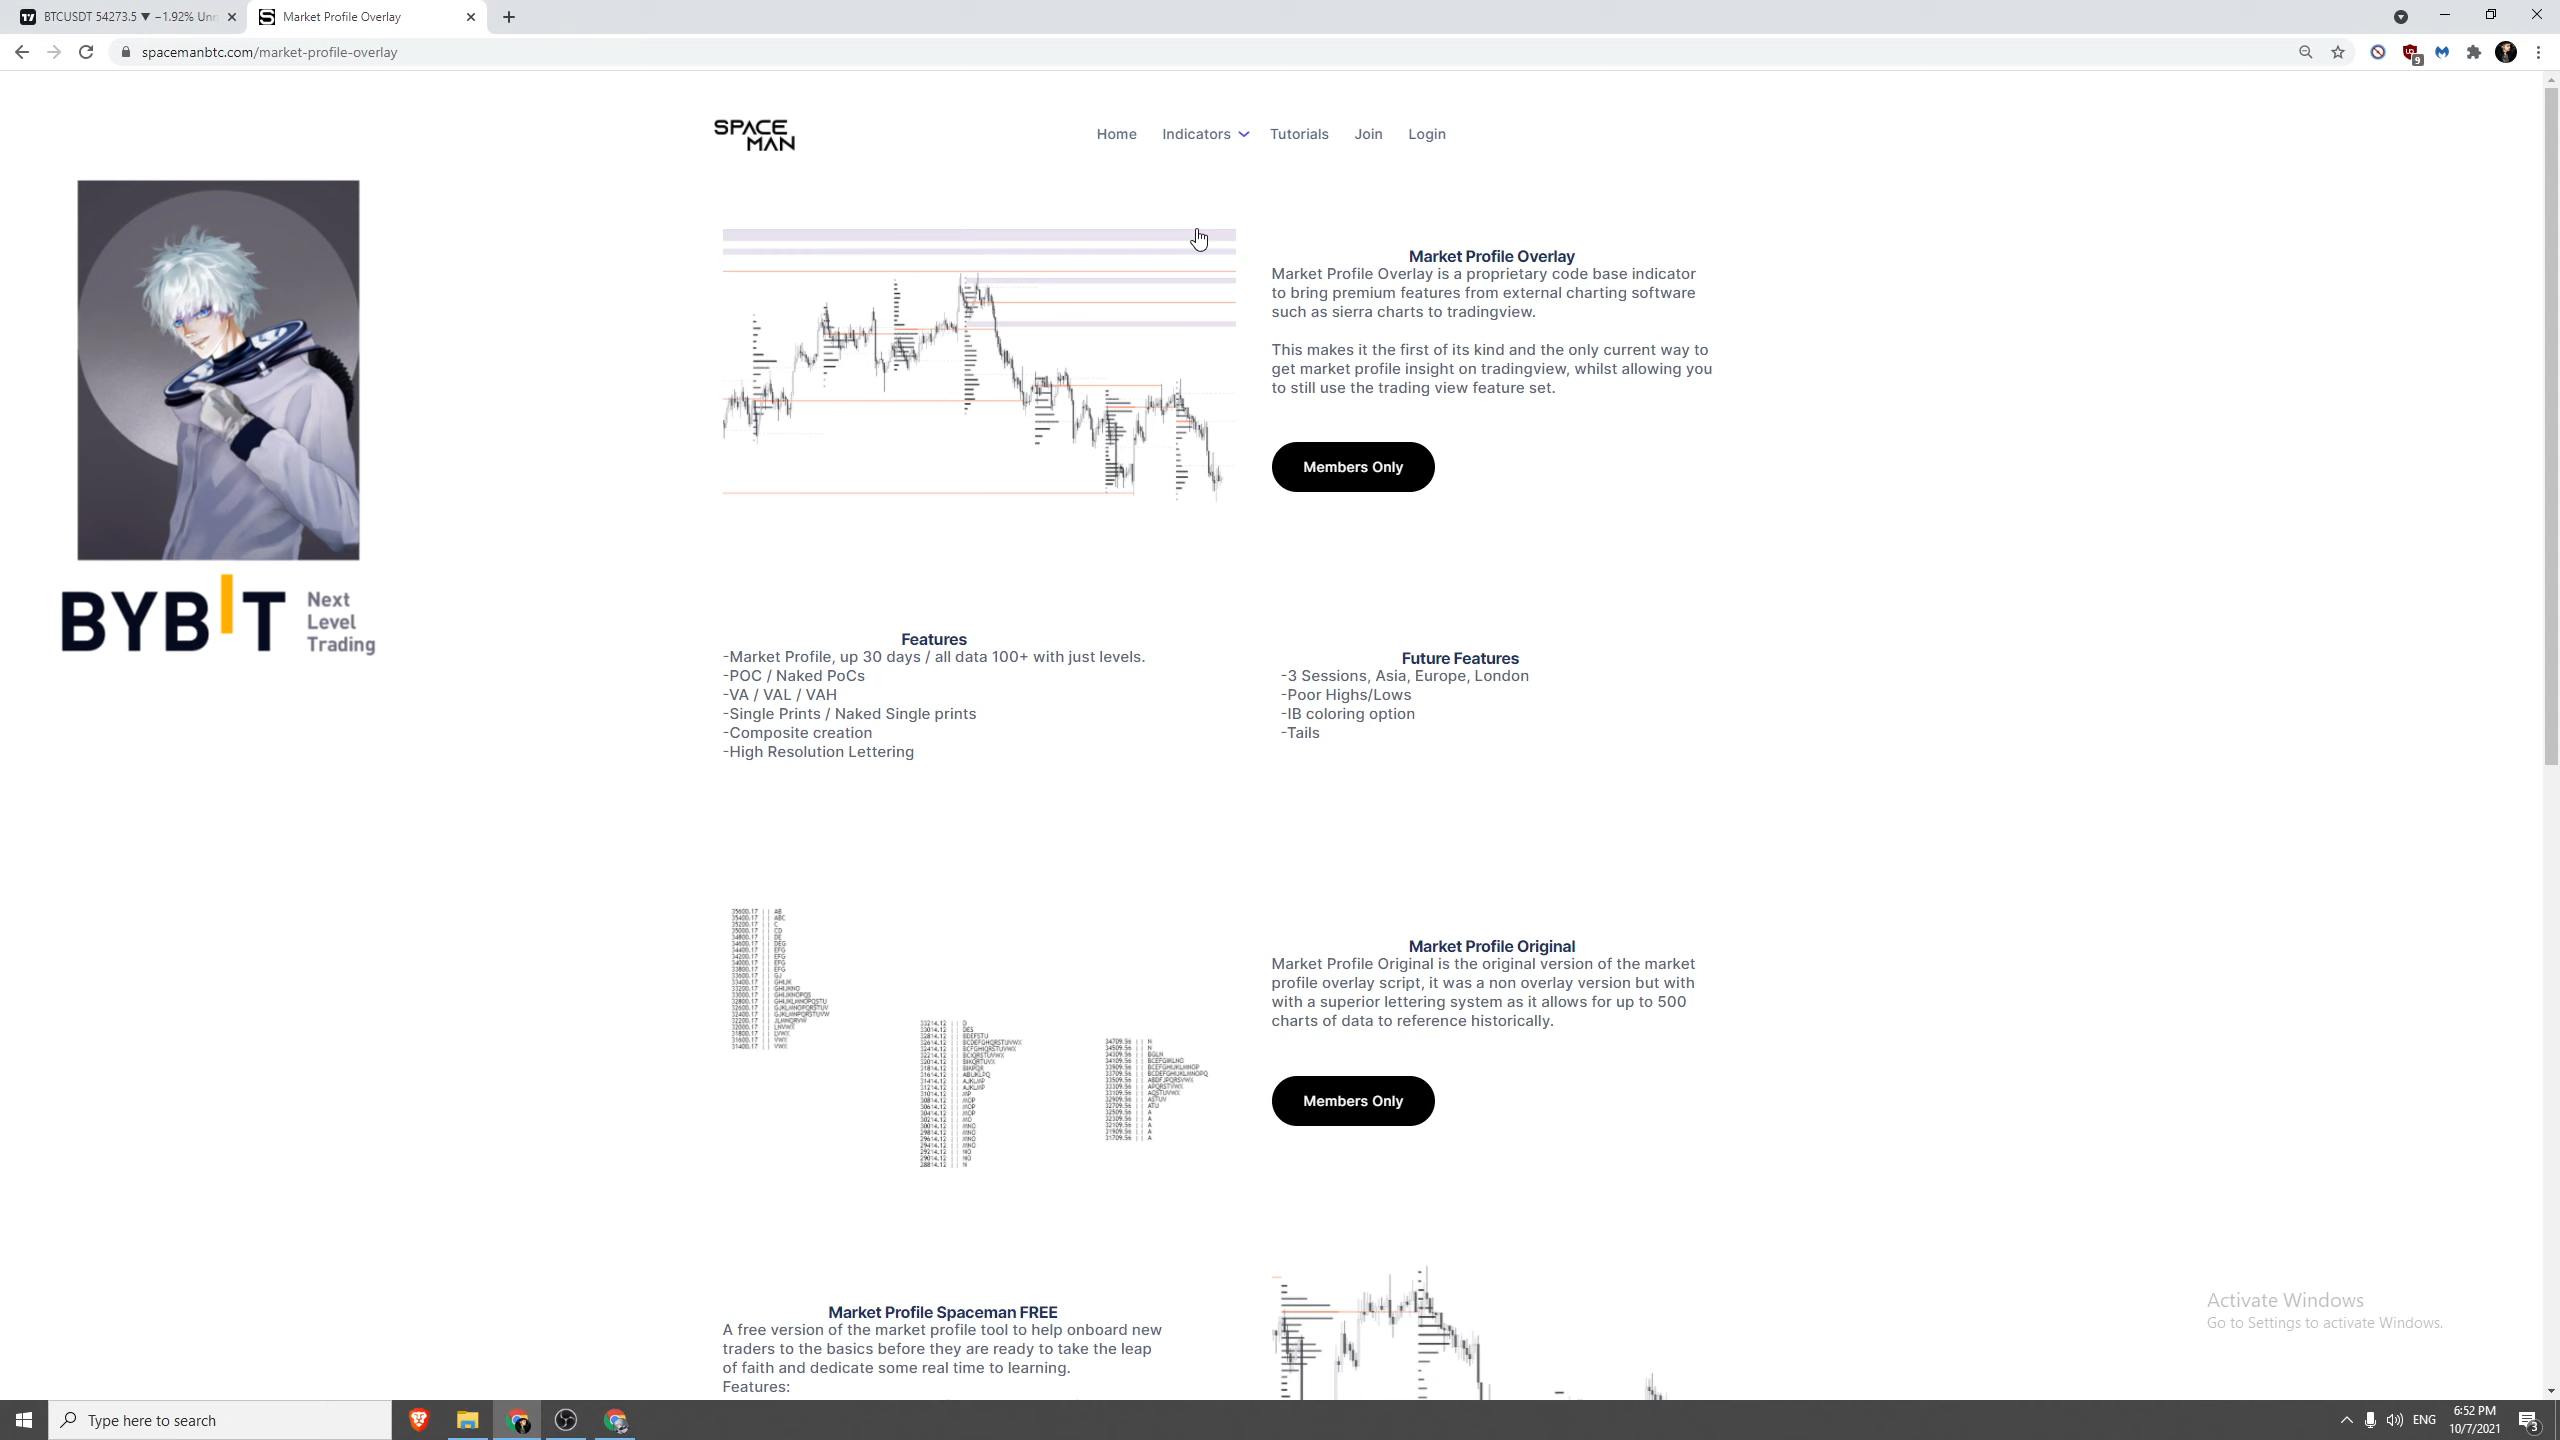 BTCUSDT 54273.5 ▼ −1.92% Unn
Market Profile Overlay
spacemanbtc.com/market-profile-overlay
9
SPACE
MAN
Home
Indicators
Tutorials
Join
Login
Market Profile Overlay
Market Profile Overlay is a proprietary code base indicator
to bring premium features from external charting software
such as sierra charts to tradingview.
This makes it the first of its kind and the only current way to
get market profile insight on tradingview, whilst allowing you
to still use the trading view feature set.
Members Only
BYBIT
Next
Level
Trading
Features
-Market Profile, up 30 days / all data 100+ with just levels.
-POC / Naked PoCs
-VA / VAL / VAH
-Single Prints / Naked Single prints
-Composite creation
-High Resolution Lettering
Future Features
-3 Sessions, Asia, Europe, London
-Poor Highs/Lows
-IB coloring option
-Tails
Market Profile Original
Market Profile Original is the original version of the market
profile overlay script, it was a non overlay version but with
with a superior lettering system as it allows for up to 500
charts of data to reference historically.
Members Only
Market Profile Spaceman FREE
A free version of the market profile tool to help onboard new
traders to the basics before they are ready to take the leap
of faith and dedicate some real time to learning.
Features:
Activate Windows
Go to Settings to activate Windows.
Type here to search
ENG
6:52 PM
10/7/2021
3